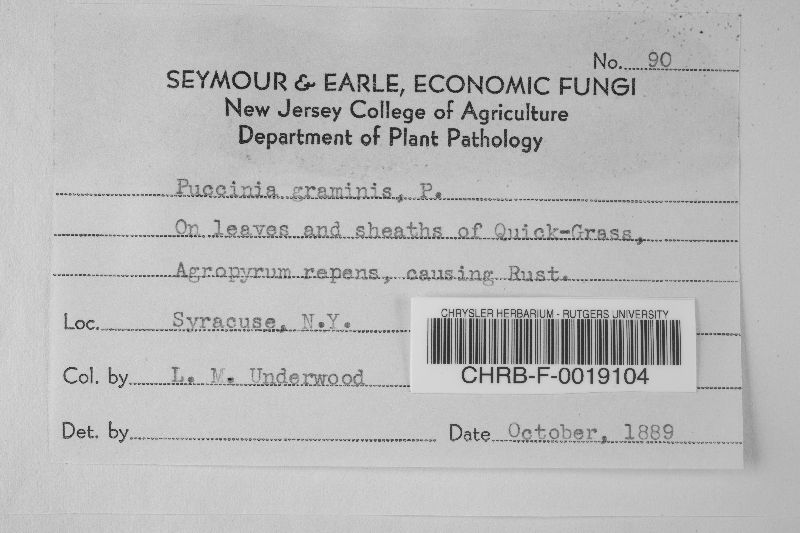 No. 90
SEYMOUR & EARLE, ECONOMIC FUNGI
New Jersey College of Agriculture
Department of Plant Pathology
Puccinia graminis, P.
On leaves and sheaths of Quick-Grass,
Agropyrum repens, causing Rust.
Loc. Syracuse, N.Y.
CHRYSLER HERBARIUM - RUTGERS UNIVERSITY
CHRB-F-0019104
Col. by L. M. Underwood
Det. by
Date October, 1889